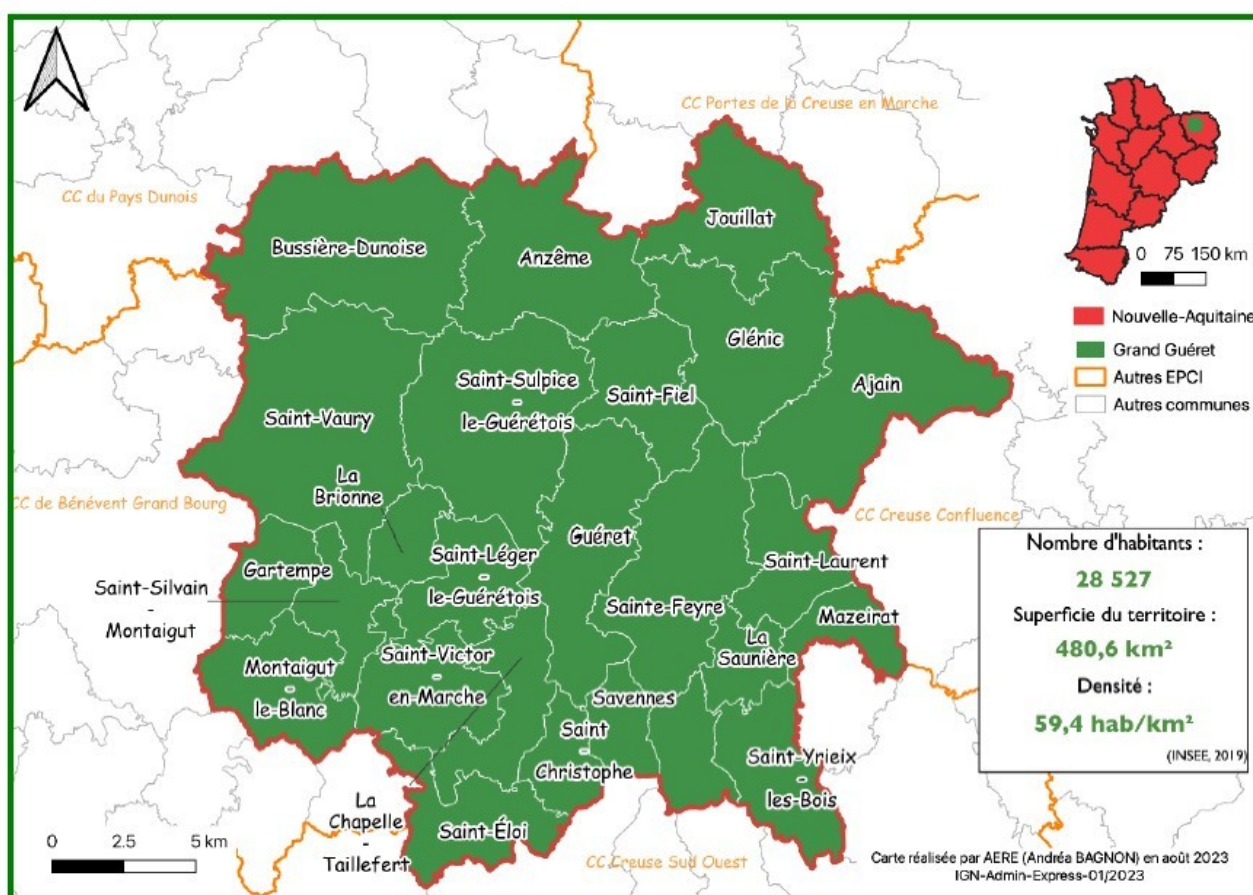 CC Portes de la Creuse en Marche
CC du Pays Dunois
Jouillat
Bussière-Dunoise
Anzême
0 75 150 km
Nouvelle-Aquitaine
Grand Guéret
Autres EPCI
Autres communes
Glénic
Ajain
Saint-Sulpice
-
le-Guérétois
Saint-Fiel
Saint-Vaury
La
Brionne
CC de Bénévent Grand Bourg
CC Creuse Confluence
Guéret
Saint-Léger
-
le-Guérétois
Gartempe
Saint-Laurent
Saint-Silvain
-
Montaigut
Sainte-Feyre
Mazeirat
La
Saunière
Saint-Victor
-
en-Marche
Montaigut
-
le-Blanc
Savennes
Saint
-
Christophe
Saint-Yrieix
-
les-Bois
La
Chapelle
-
Taillefert
Saint-Éloi
CC Creuse Sud Ouest
Nombre d'habitants :
28 527
Superficie du territoire :
480,6 km²
Densité :
59,4 hab/km²
(INSEE, 2019)
0 2.5 5 km
Carte réalisée par AERE (Andréa BAGNON) en août 2023
IGN-Admin-Express-01/2023